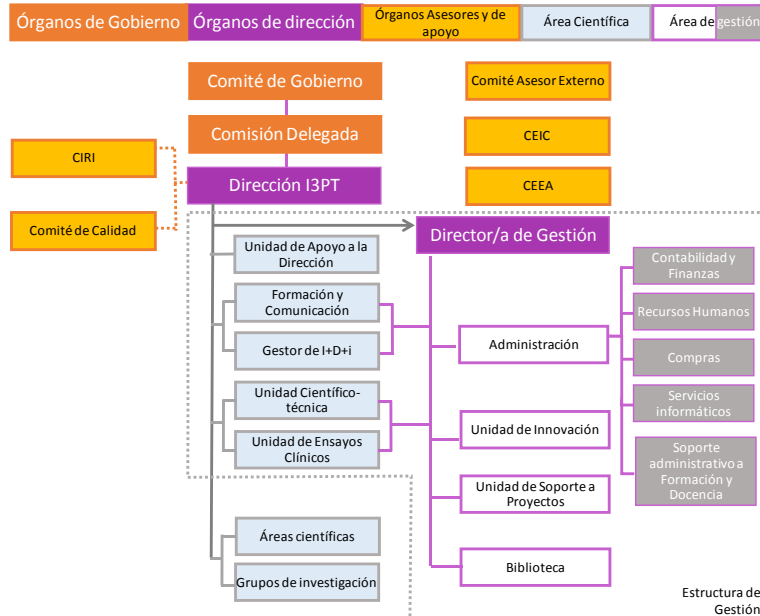 Órganos de Gobierno
Órganos de dirección
Órganos Asesores y de
apoyo
Área Científica
Área de gestión
Comité de Gobierno
Comité Asesor Externo
Comisión Delegada
CEIC
CIRI
Dirección I3PT
CEEA
Comité de Calidad
Director/a de Gestión
Unidad de Apoyo a la
Dirección
Contabilidad y
Finanzas
Formación y
Comunicación
Recursos Humanos
Gestor de I+D+i
Administración
Compras
Unidad Científico-
técnica
Servicios
informáticos
Unidad de Ensayos
Clínicos
Unidad de Innovación
Soporte
administrativo a
Formación y
Docencia
Unidad de Soporte a
Proyectos
Áreas científicas
Biblioteca
Grupos de investigación
Estructura de
Gestión